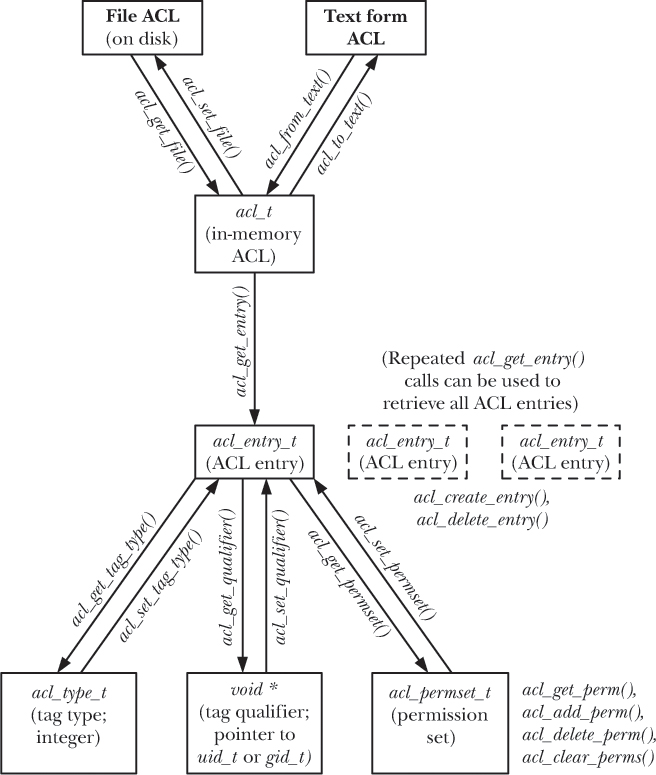 File ACL
(on disk)
Text form
ACL
acl_get_file()
acl_set_file()
acl_from_text()
acl_to_text()
acl_t
(in-memory
ACL)
acl_get_entry()
(Repeated acl_get_entry()
calls can be used to
retrieve all ACL entries)
acl_entry_t
(ACL entry)
acl_entry_t
(ACL entry)
acl_entry_t
(ACL entry)
acl_create_entry(),
acl_delete_entry()
acl_get_tag_type()
acl_set_tag_type()
acl_get_qualifier()
acl_set_qualifier()
acl_get_permset()
acl_set_permset()
acl_type_t
(tag type;
integer)
void *
(tag qualifier;
pointer to
uid_t or gid_t)
acl_permset_t
(permission
set)
acl_get_perm(),
acl_add_perm(),
acl_delete_perm(),
acl_clear_perms()